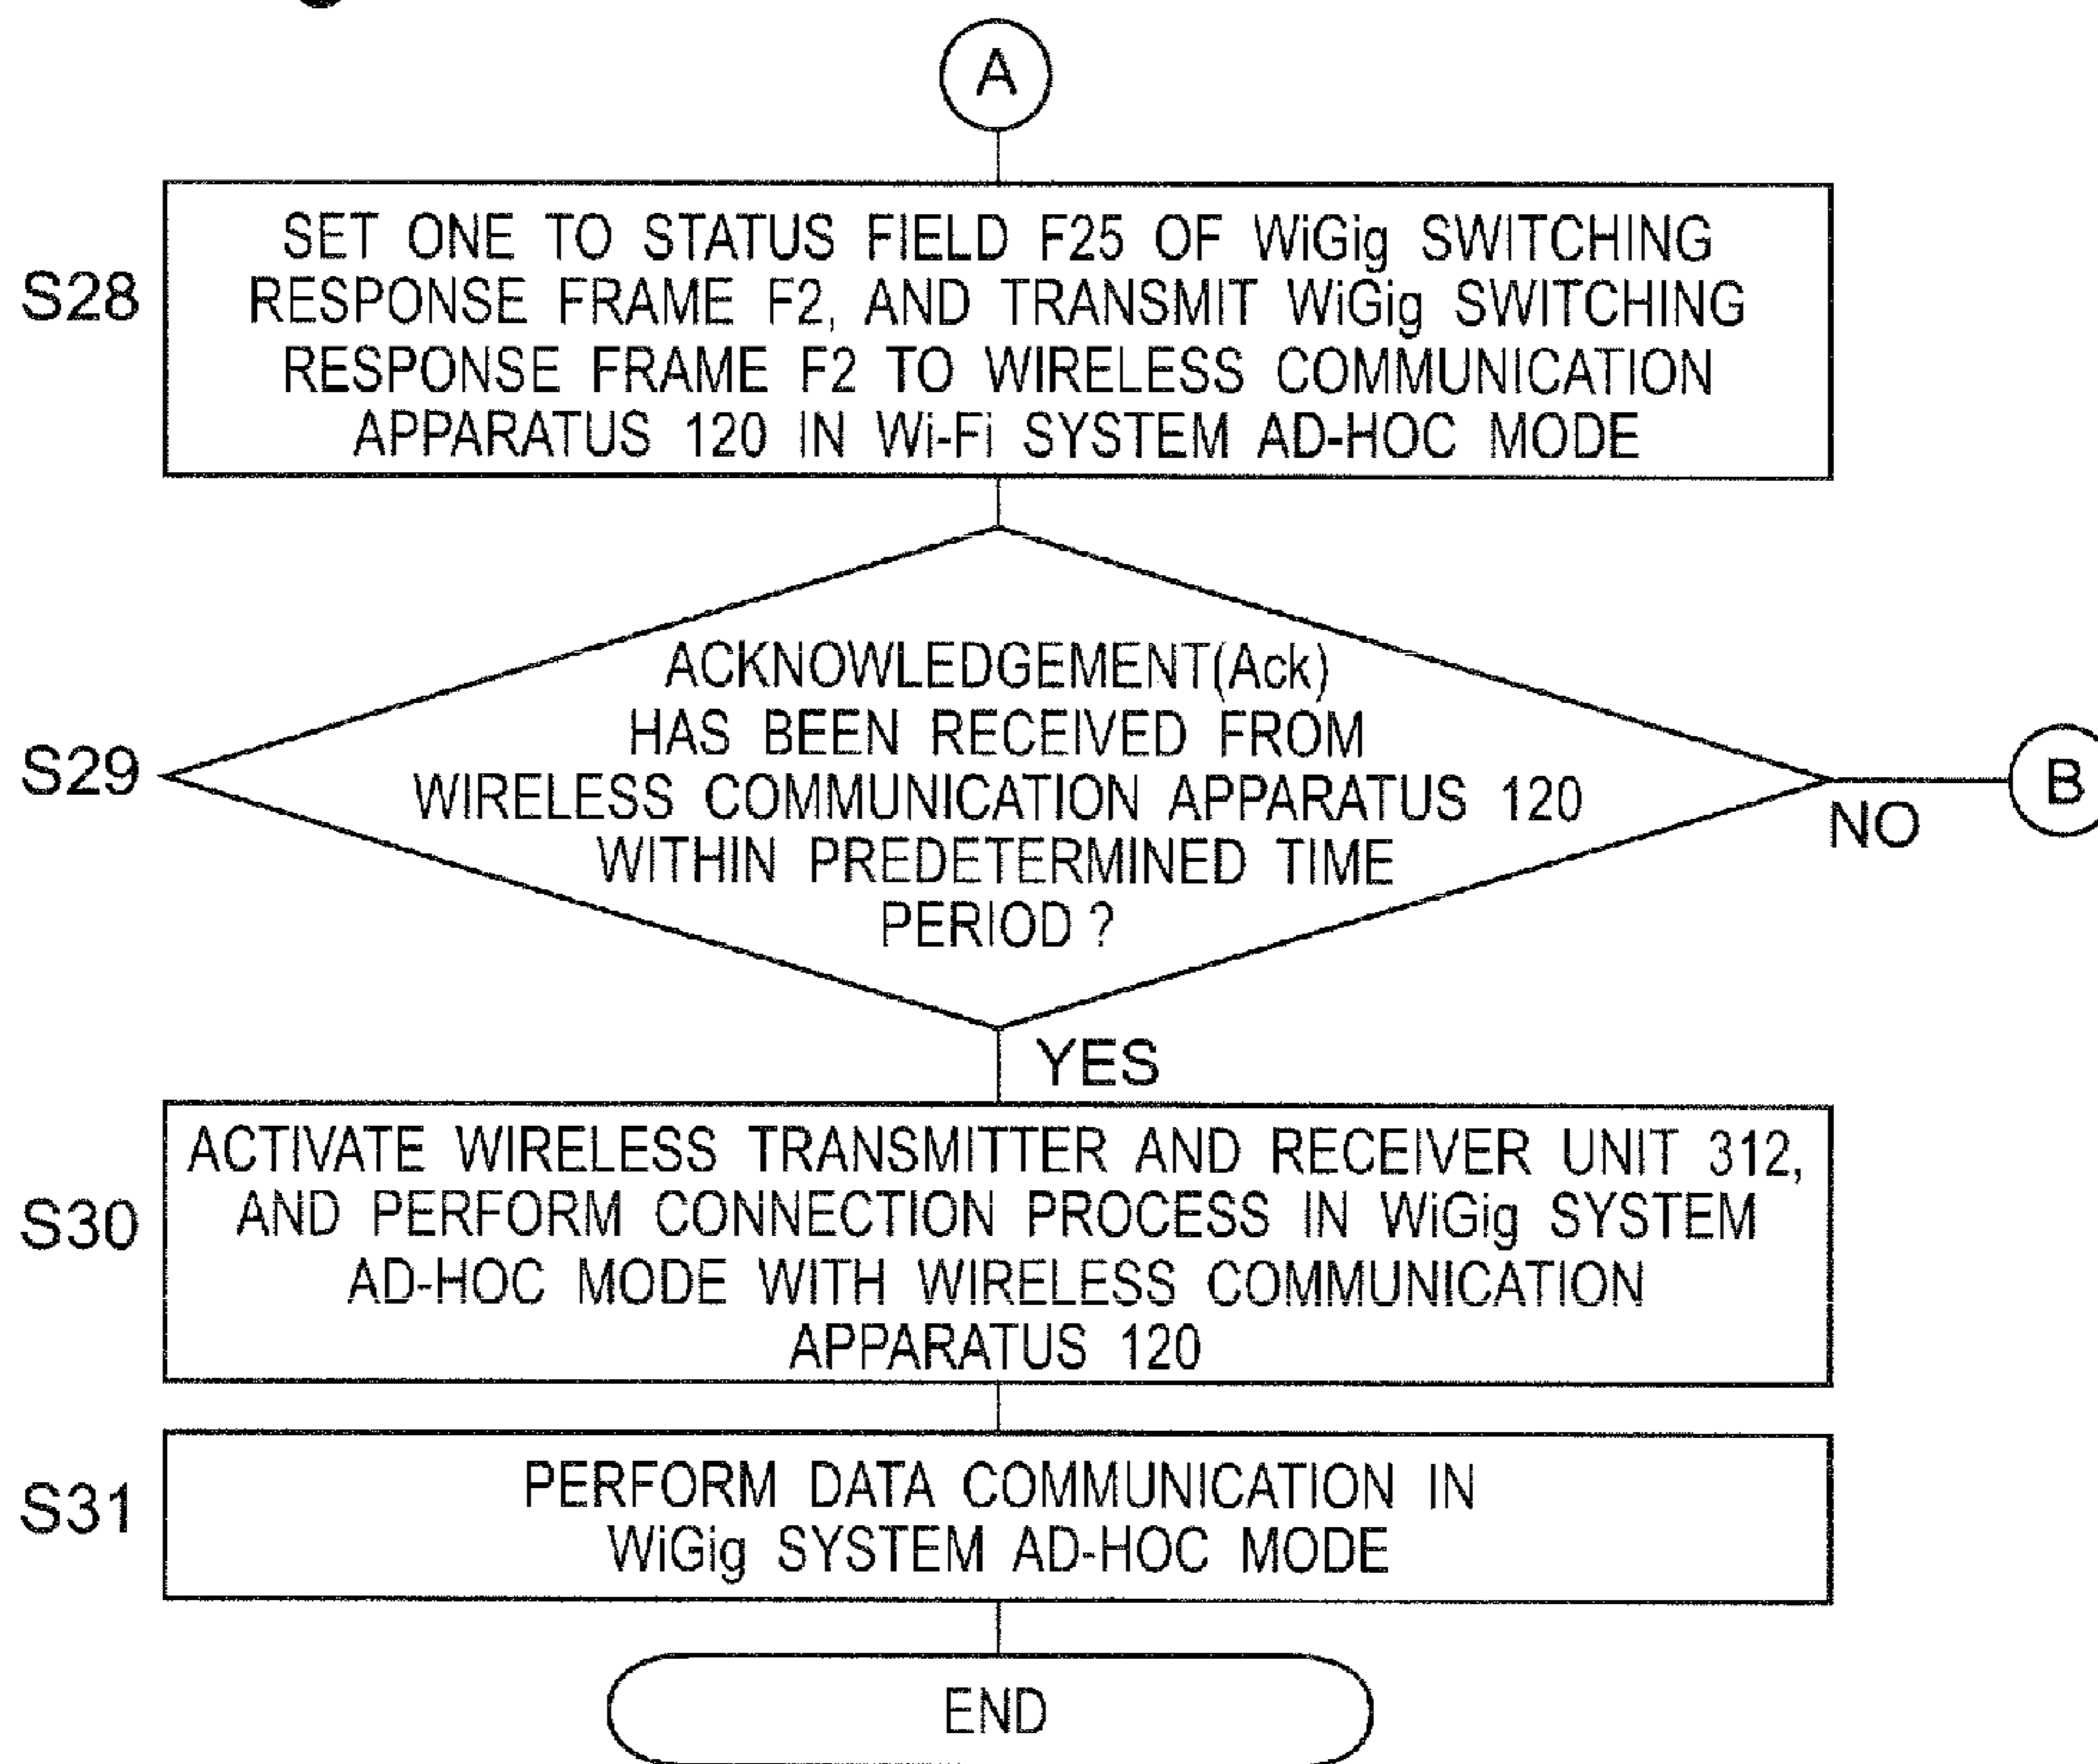 A
S28
SET ONE TO STATUS FIELD F25 OF WiGig SWITCHING
RESPONSE FRAME F2, AND TRANSMIT WiGig SWITCHING
RESPONSE FRAME F2 TO WIRELESS COMMUNICATION
APPARATUS 120 IN Wi-Fi SYSTEM AD-HOC MODE
S29
ACKNOWLEDGEMENT(Ack)
HAS BEEN RECEIVED FROM
WIRELESS COMMUNICATION APPARATUS 120
WITHIN PREDETERMINED TIME
PERIOD ?
NO
B
YES
S30
ACTIVATE WIRELESS TRANSMITTER AND RECEIVER UNIT 312,
AND PERFORM CONNECTION PROCESS IN WiGig SYSTEM
AD-HOC MODE WITH WIRELESS COMMUNICATION
APPARATUS 120
S31
PERFORM DATA COMMUNICATION IN
WiGig SYSTEM AD-HOC MODE
END